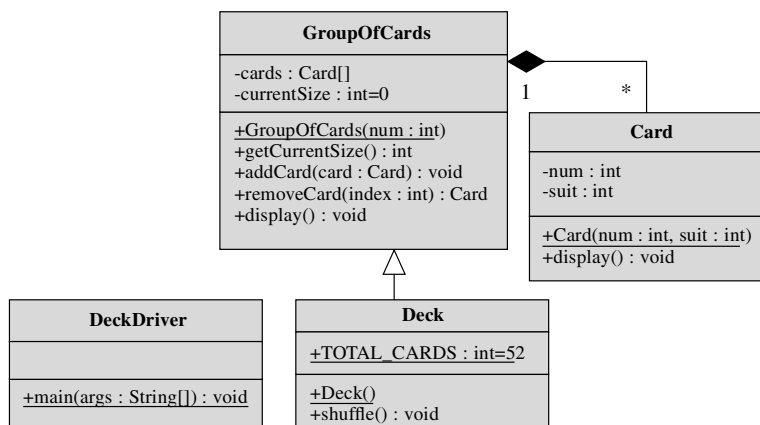 GroupOfCards
-cards : Card[]
-currentSize : int=0
+GroupOfCards(num : int)
+getCurrentSize() : int
+addCard(card : Card) : void
+removeCard(index : int) : Card
+display() : void
1
*
Card
-num : int
-suit : int
+Card(num : int, suit : int)
+display() : void
DeckDriver
+main(args : String[]) : void
Deck
+TOTAL_CARDS : int=52
+Deck()
+shuffle() : void